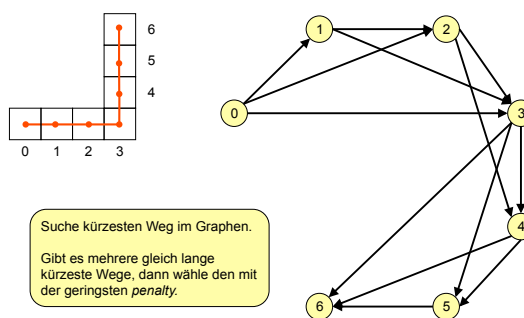 6
5
4
0 1 2 3
1
2
0
3
4
5
6
Suche kürzesten Weg im Graphen.
Gibt es mehrere gleich lange
kürzeste Wege, dann wähle den mit
der geringsten penalty.